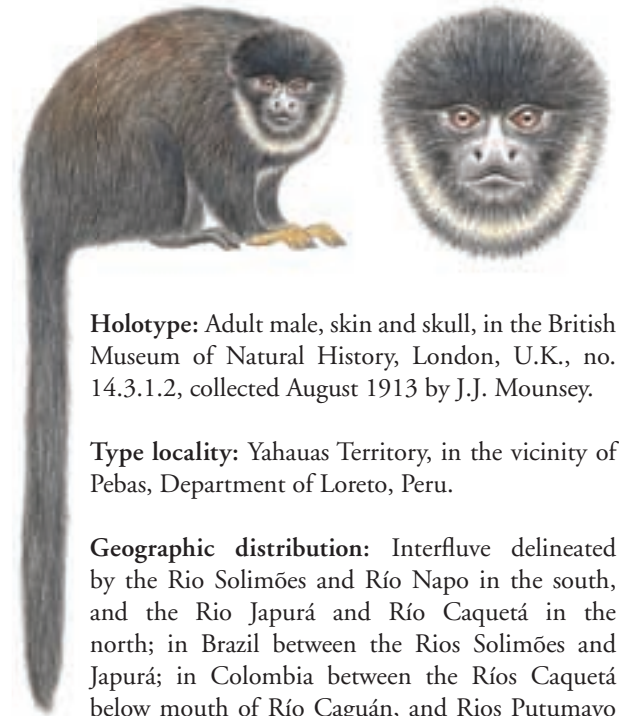 Holotype: Adult male, skin and skull, in the British
Museum of Natural History, London, U.K., no.
14.3.1.2, collected August 1913 by J.J. Mounsey.
Type locality: Yahauas Territory, in the vicinity of
Pebas, Department of Loreto, Peru.
Geographic distribution: Interfluve delineated
by the Rio Solimões and Río Napo in the south,
and the Rio Japurá and Río Caquetá in the
north; in Brazil between the Rios Solimões and
Japurá; in Colombia between the Ríos Caquetá
below mouth of Río Caguán, and Rios Putumayo